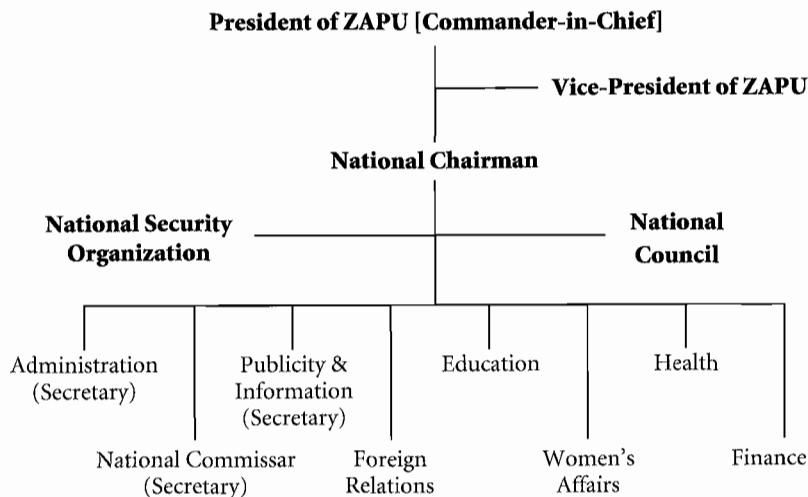 President of ZAPU [Commander-in-Chief]
Vice-President of ZAPU
National Chairman
National Security
Organization
National
Council
Administration
(Secretary)
Publicity &
Information
(Secretary)
Education
Health
National Commissar
(Secretary)
Foreign
Relations
Women's
Affairs
Finance